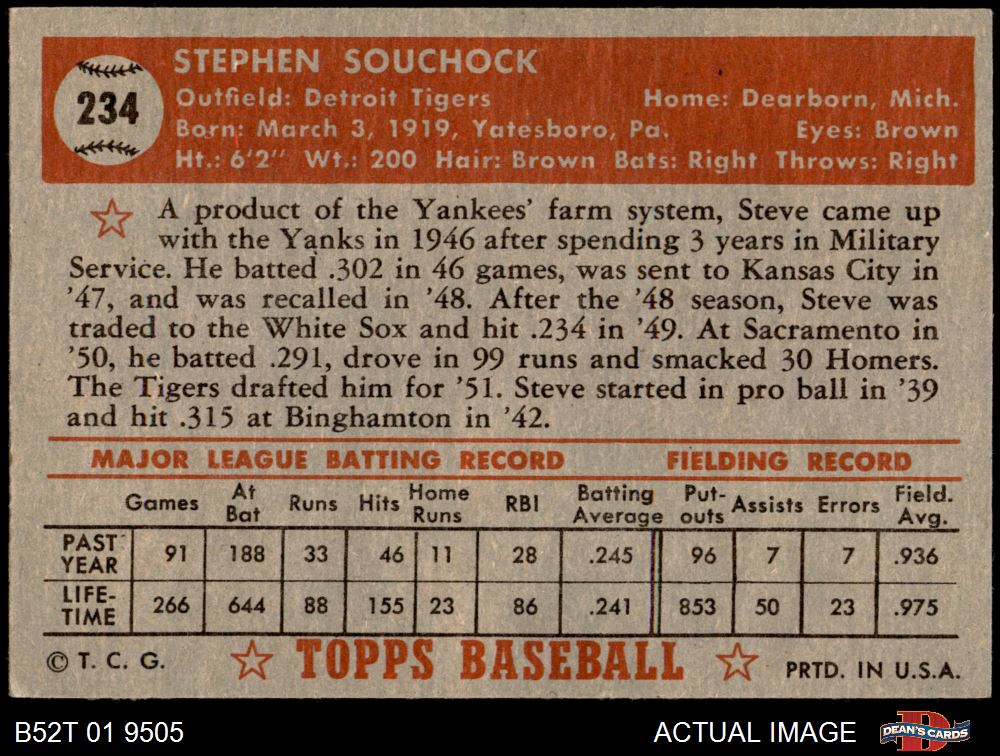 234
STEPHEN SOUCHOCK
Outfield: Detroit Tigers Home: Dearborn, Mich.
Born: March 3, 1919, Yatesboro, Pa. Eyes: Brown
Ht.: 6'2" Wt.: 200 Hair: Brown Bats: Right Throws: Right
A product of the Yankees' farm system, Steve came up
with the Yanks in 1946 after spending 3 years in Military
Service. He batted .302 in 46 games, was sent to Kansas City in
'47, and was recalled in '48. After the '48 season, Steve was
traded to the White Sox and hit .234 in '49. At Sacramento in
'50, he batted .291, drove in 99 runs and smacked 30 Homers.
The Tigers drafted him for '51. Steve started in pro ball in '39
and hit .315 at Binghamton in '42.
MAJOR LEAGUE BATTING RECORD FIELDING RECORD
Games At Bat Runs Hits Home Runs RBI Batting Average Put-outs Assists Errors Field. Avg.
PAST YEAR 91 188 33 46 11 28 .245 96 7 7 .936
LIFE-TIME 266 644 88 155 23 86 .241 853 50 23 .975
© T. C. G. TOPPS BASEBALL PRTD. IN U.S.A.
B52T 01 9505 ACTUAL IMAGE D DEAN'S CARDS